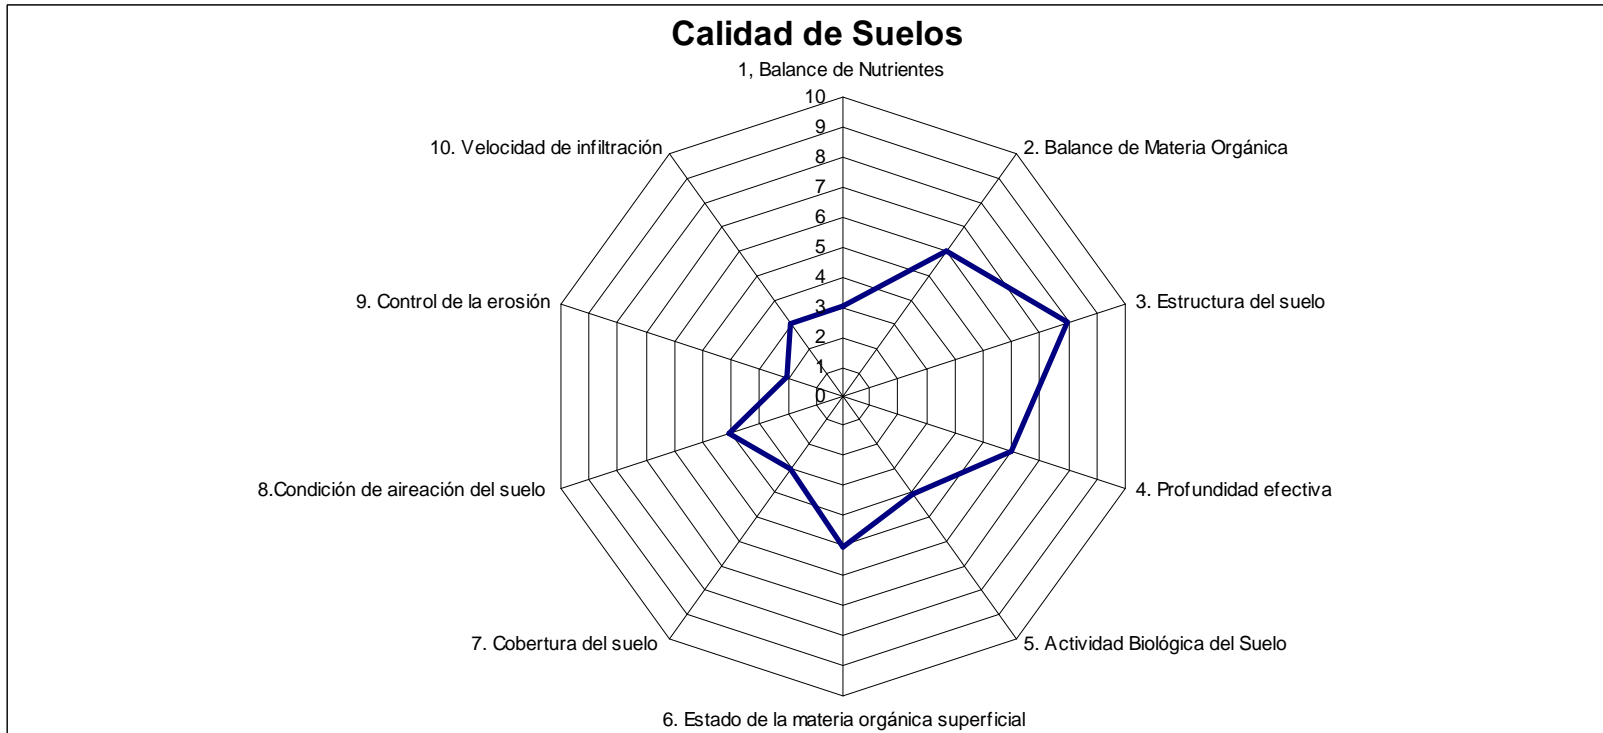 Calidad de Suelos
1, Balance de Nutrientes
10
9
8
7
6
5
4
3
2
1
0
2. Balance de Materia Orgánica
3. Estructura del suelo
4. Profundidad efectiva
5. Actividad Biológica del Suelo
6. Estado de la materia orgánica superficial
7. Cobertura del suelo
8.Condición de aireación del suelo
9. Control de la erosión
10. Velocidad de infiltración